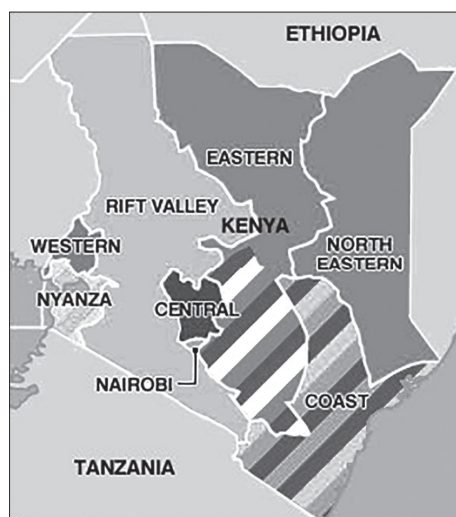 ETHIOPIA
EASTERN
RIFT VALLEY
KENYA
WESTERN
NORTH
EASTERN
NYANZA
CENTRAL
NAIROBI
COAST
TANZANIA